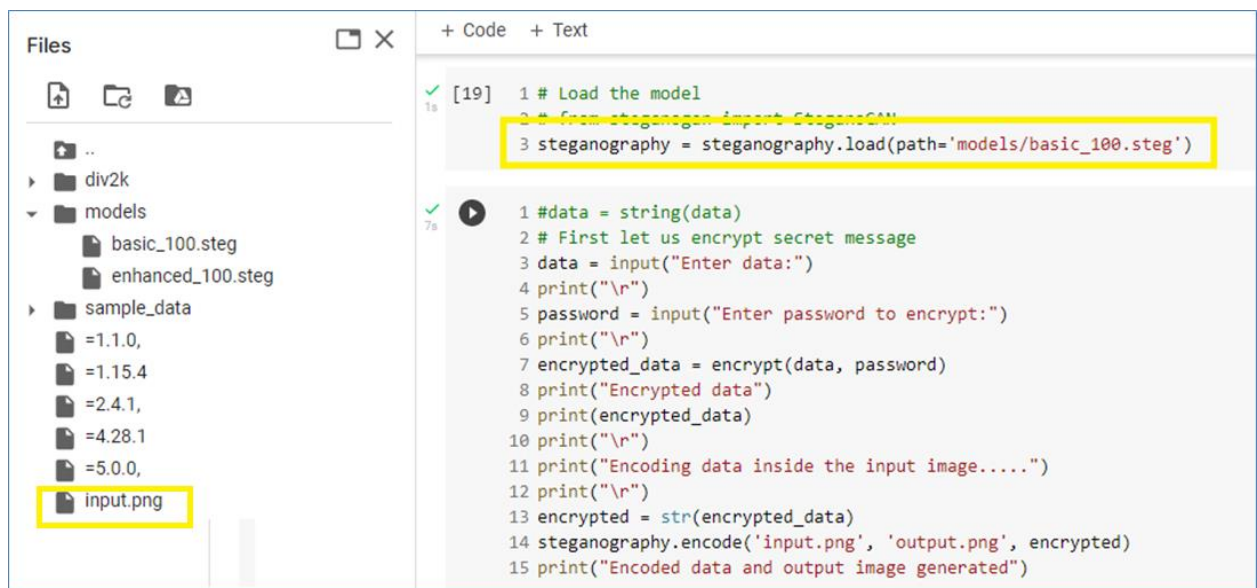 Files
..
div2k
models
basic_100.steg
enhanced_100.steg
sample_data
=1.1.0,
=1.15.4
=2.4.1,
=4.28.1
=5.0.0,
input.png
+ Code + Text
[19] 1 # Load the model
1s
2 # from steganogan import SteganoGAN
3 steganography = steganography.load(path='models/basic_100.steg')
1 #data = string(data)
7s
2 # First let us encrypt secret message
3 data = input("Enter data:")
4 print("\r")
5 password = input("Enter password to encrypt:")
6 print("\r")
7 encrypted_data = encrypt(data, password)
8 print("Encrypted data")
9 print(encrypted_data)
10 print("\r")
11 print("Encoding data inside the input image.....")
12 print("\r")
13 encrypted = str(encrypted_data)
14 steganography.encode('input.png', 'output.png', encrypted)
15 print("Encoded data and output image generated")